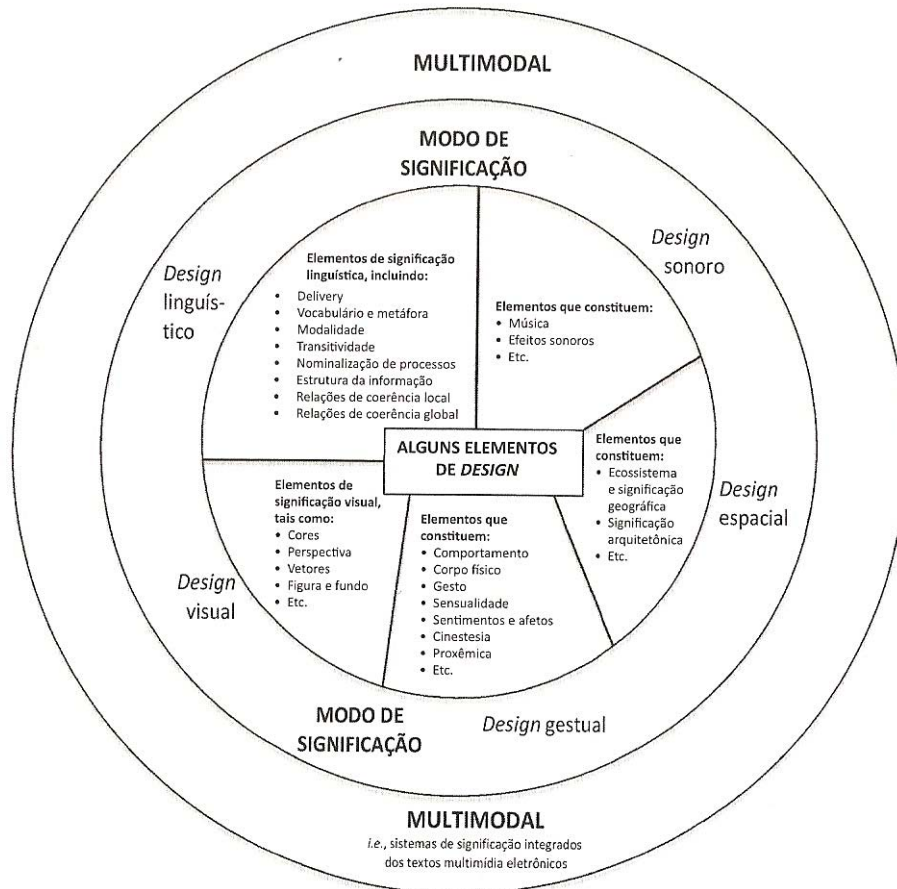 MULTIMODAL
MODO DE
SIGNIFICAÇÃO
Design
linguís-
tico
Elementos de significação
linguística, incluindo:
• Delivery
• Vocabulário e metáfora
• Modalidade
• Transitividade
• Nominalização de processos
• Estrutura da informação
• Relações de coerência local
• Relações de coerência global
Design
sonoro
Elementos que constituem:
• Música
• Efeitos sonoros
• Etc.
ALGUNS ELEMENTOS
DE DESIGN
Elementos que
constituem:
• Ecossistema
e significação
geográfica
• Significação
arquitetônica
• Etc.
Design
espacial
Elementos de
significação visual,
tais como:
• Cores
• Perspectiva
• Vetores
• Figura e fundo
• Etc.
Design
visual
Elementos que
constituem:
• Comportamento
• Corpo físico
• Gesto
• Sensualidade
• Sentimentos e afetos
• Cinestesia
• Proxêmica
• Etc.
Design gestual
MODO DE
SIGNIFICAÇÃO
MULTIMODAL
i.e., sistemas de significação integrados
dos textos multimídia eletrônicos